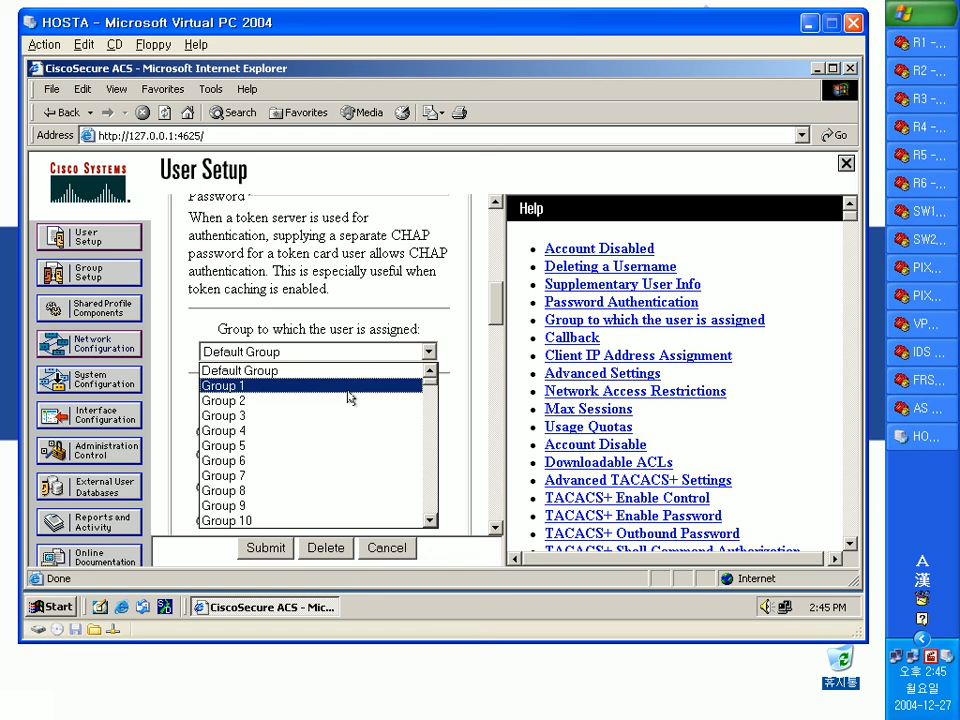 HOSTA - Microsoft Virtual PC 2004
Action Edit CD Floppy Help
CiscoSecure ACS - Microsoft Internet Explorer
File Edit View Favorites Tools Help
Back Search Favorites Media
Address http://127.0.0.1:4625/ Go
CISCO SYSTEMS
User Setup
User Setup
Group Setup
Shared Profile Components
Network Configuration
System Configuration
Interface Configuration
Administration Control
External User Databases
Reports and Activity
Online Documentation
Password
When a token server is used for
authentication, supplying a separate CHAP
password for a token card user allows CHAP
authentication. This is especially useful when
token caching is enabled.
Group to which the user is assigned:
Default Group
Default Group
Group 1
Group 2
Group 3
Group 4
Group 5
Group 6
Group 7
Group 8
Group 9
Group 10
Submit Delete Cancel
Help
Account Disabled
Deleting a Username
Supplementary User Info
Password Authentication
Group to which the user is assigned
Callback
Client IP Address Assignment
Advanced Settings
Network Access Restrictions
Max Sessions
Usage Quotas
Account Disable
Downloadable ACLs
Advanced TACACS+ Settings
TACACS+ Enable Control
TACACS+ Enable Password
TACACS+ Outbound Password
TACACS+ Shell Command Authorization
Done Internet
Start CiscoSecure ACS - Mic... 2:45 PM
R1 -...
R2 -...
R3 -...
R4 -...
R5 -...
R6 -...
SW1...
SW2...
PIX...
PIX...
VP...
IDS ...
FRS...
AS ...
HO...
A
漢
휴지통
오후 2:45
월요일
2004-12-27